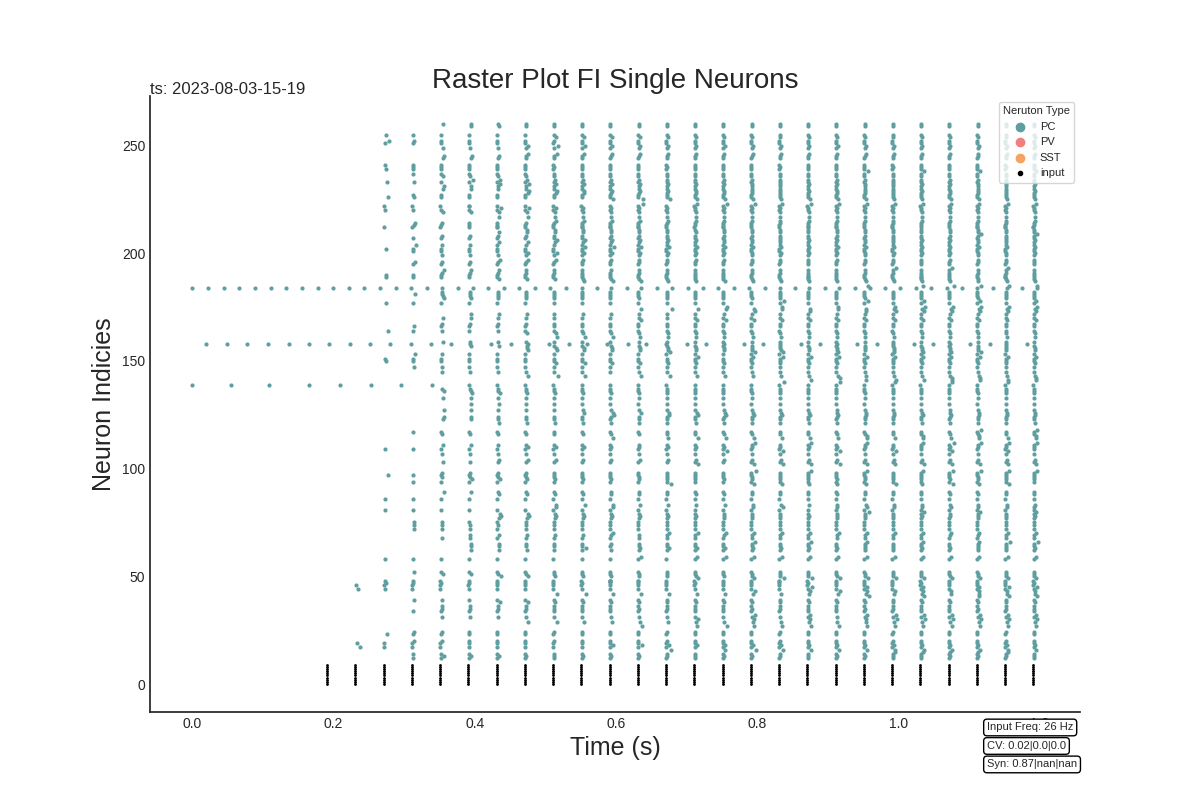 Raster Plot FI Single Neurons
ts: 2023-08-03-15-19
Neruton Type
PC
PV
SST
input
Neuron Indicies
250
200
150
100
50
0
0.0 0.2 0.4 0.6 0.8 1.0
Time (s)
Input Freq: 26 Hz
CV: 0.02|0.0|0.0
Syn: 0.87|nan|nan